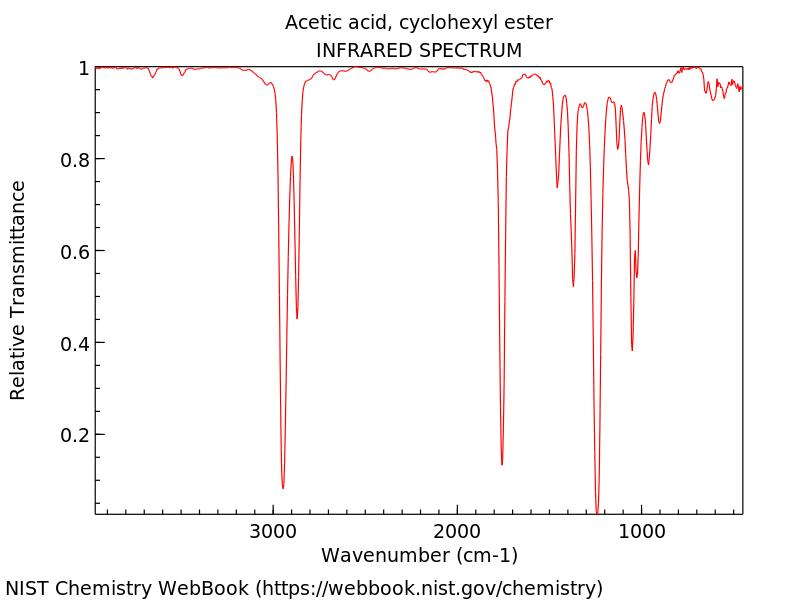 Acetic acid, cyclohexyl ester
INFRARED SPECTRUM
1
0.8
0.6
0.4
0.2
Relative Transmittance
3000 2000 1000
Wavenumber (cm-1)
NIST Chemistry WebBook (https://webbook.nist.gov/chemistry)